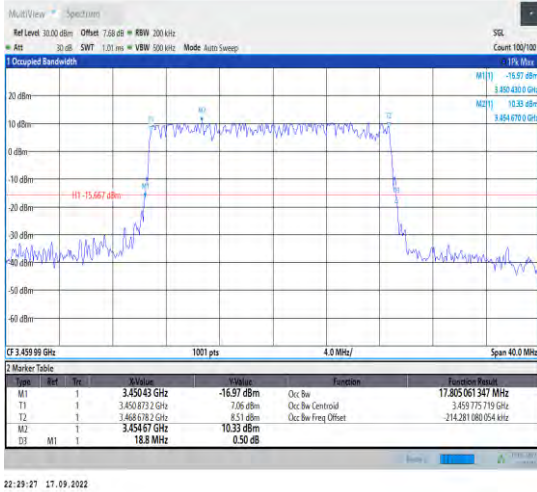 MultiView Spectrum
Ref Level 30.00 dBm Offset 7.68 dB RBW 200 kHz SGL
Att 30 dB SWT 1.01 ms VBW 500 kHz Mode Auto Sweep Count 100/100
1 Occupied Bandwidth 1Pk Max
M1[1] -16.97 dBm
3.450 430 0 GHz
M2[1] 10.33 dBm
3.454 670 0 GHz
20 dBm
10 dBm
T1 M2 T2
0 dBm
-10 dBm
M1
H1 -15.667 dBm
-20 dBm
-30 dBm
-40 dBm
-50 dBm
-60 dBm
CF 3.459 99 GHz 1001 pts 4.0 MHz/ Span 40.0 MHz
2 Marker Table
Type Ref Trc X-Value Y-Value Function Function Result
M1 1 3.450 43 GHz -16.97 dBm Occ Bw 17.805 061 347 MHz
T1 1 3.450 873 2 GHz 7.06 dBm Occ Bw Centroid 3.459 775 719 GHz
T2 1 3.468 678 2 GHz 8.51 dBm Occ Bw Freq Offset -214.281 080 054 kHz
M2 1 3.454 67 GHz 10.33 dBm
D3 M1 1 18.8 MHz 0.50 dB
22:29:27 17.09.2022